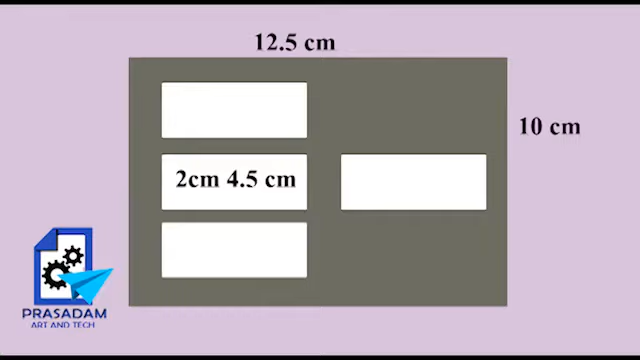 12.5 cm
10 cm
2cm 4.5 cm
PRASADAM
ART AND TECH